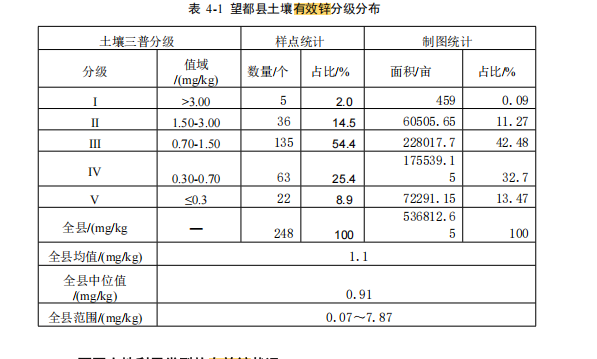 表 4-1 望都县土壤有效锌分级分布
土壤三普分级 样点统计 制图统计
分级 值域/(mg/kg) 数量/个 占比/% 面积/亩 占比/%
I >3.00 5 2.0 459 0.09
II 1.50-3.00 36 14.5 60505.65 11.27
III 0.70-1.50 135 54.4 228017.7 42.48
IV 0.30-0.70 63 25.4 175539.15 32.7
V ≤0.3 22 8.9 72291.15 13.47
全县/(mg/kg — 248 100 536812.65 100
全县均值/(mg/kg) 1.1
全县中位值/(mg/kg) 0.91
全县范围/(mg/kg) 0.07～7.87